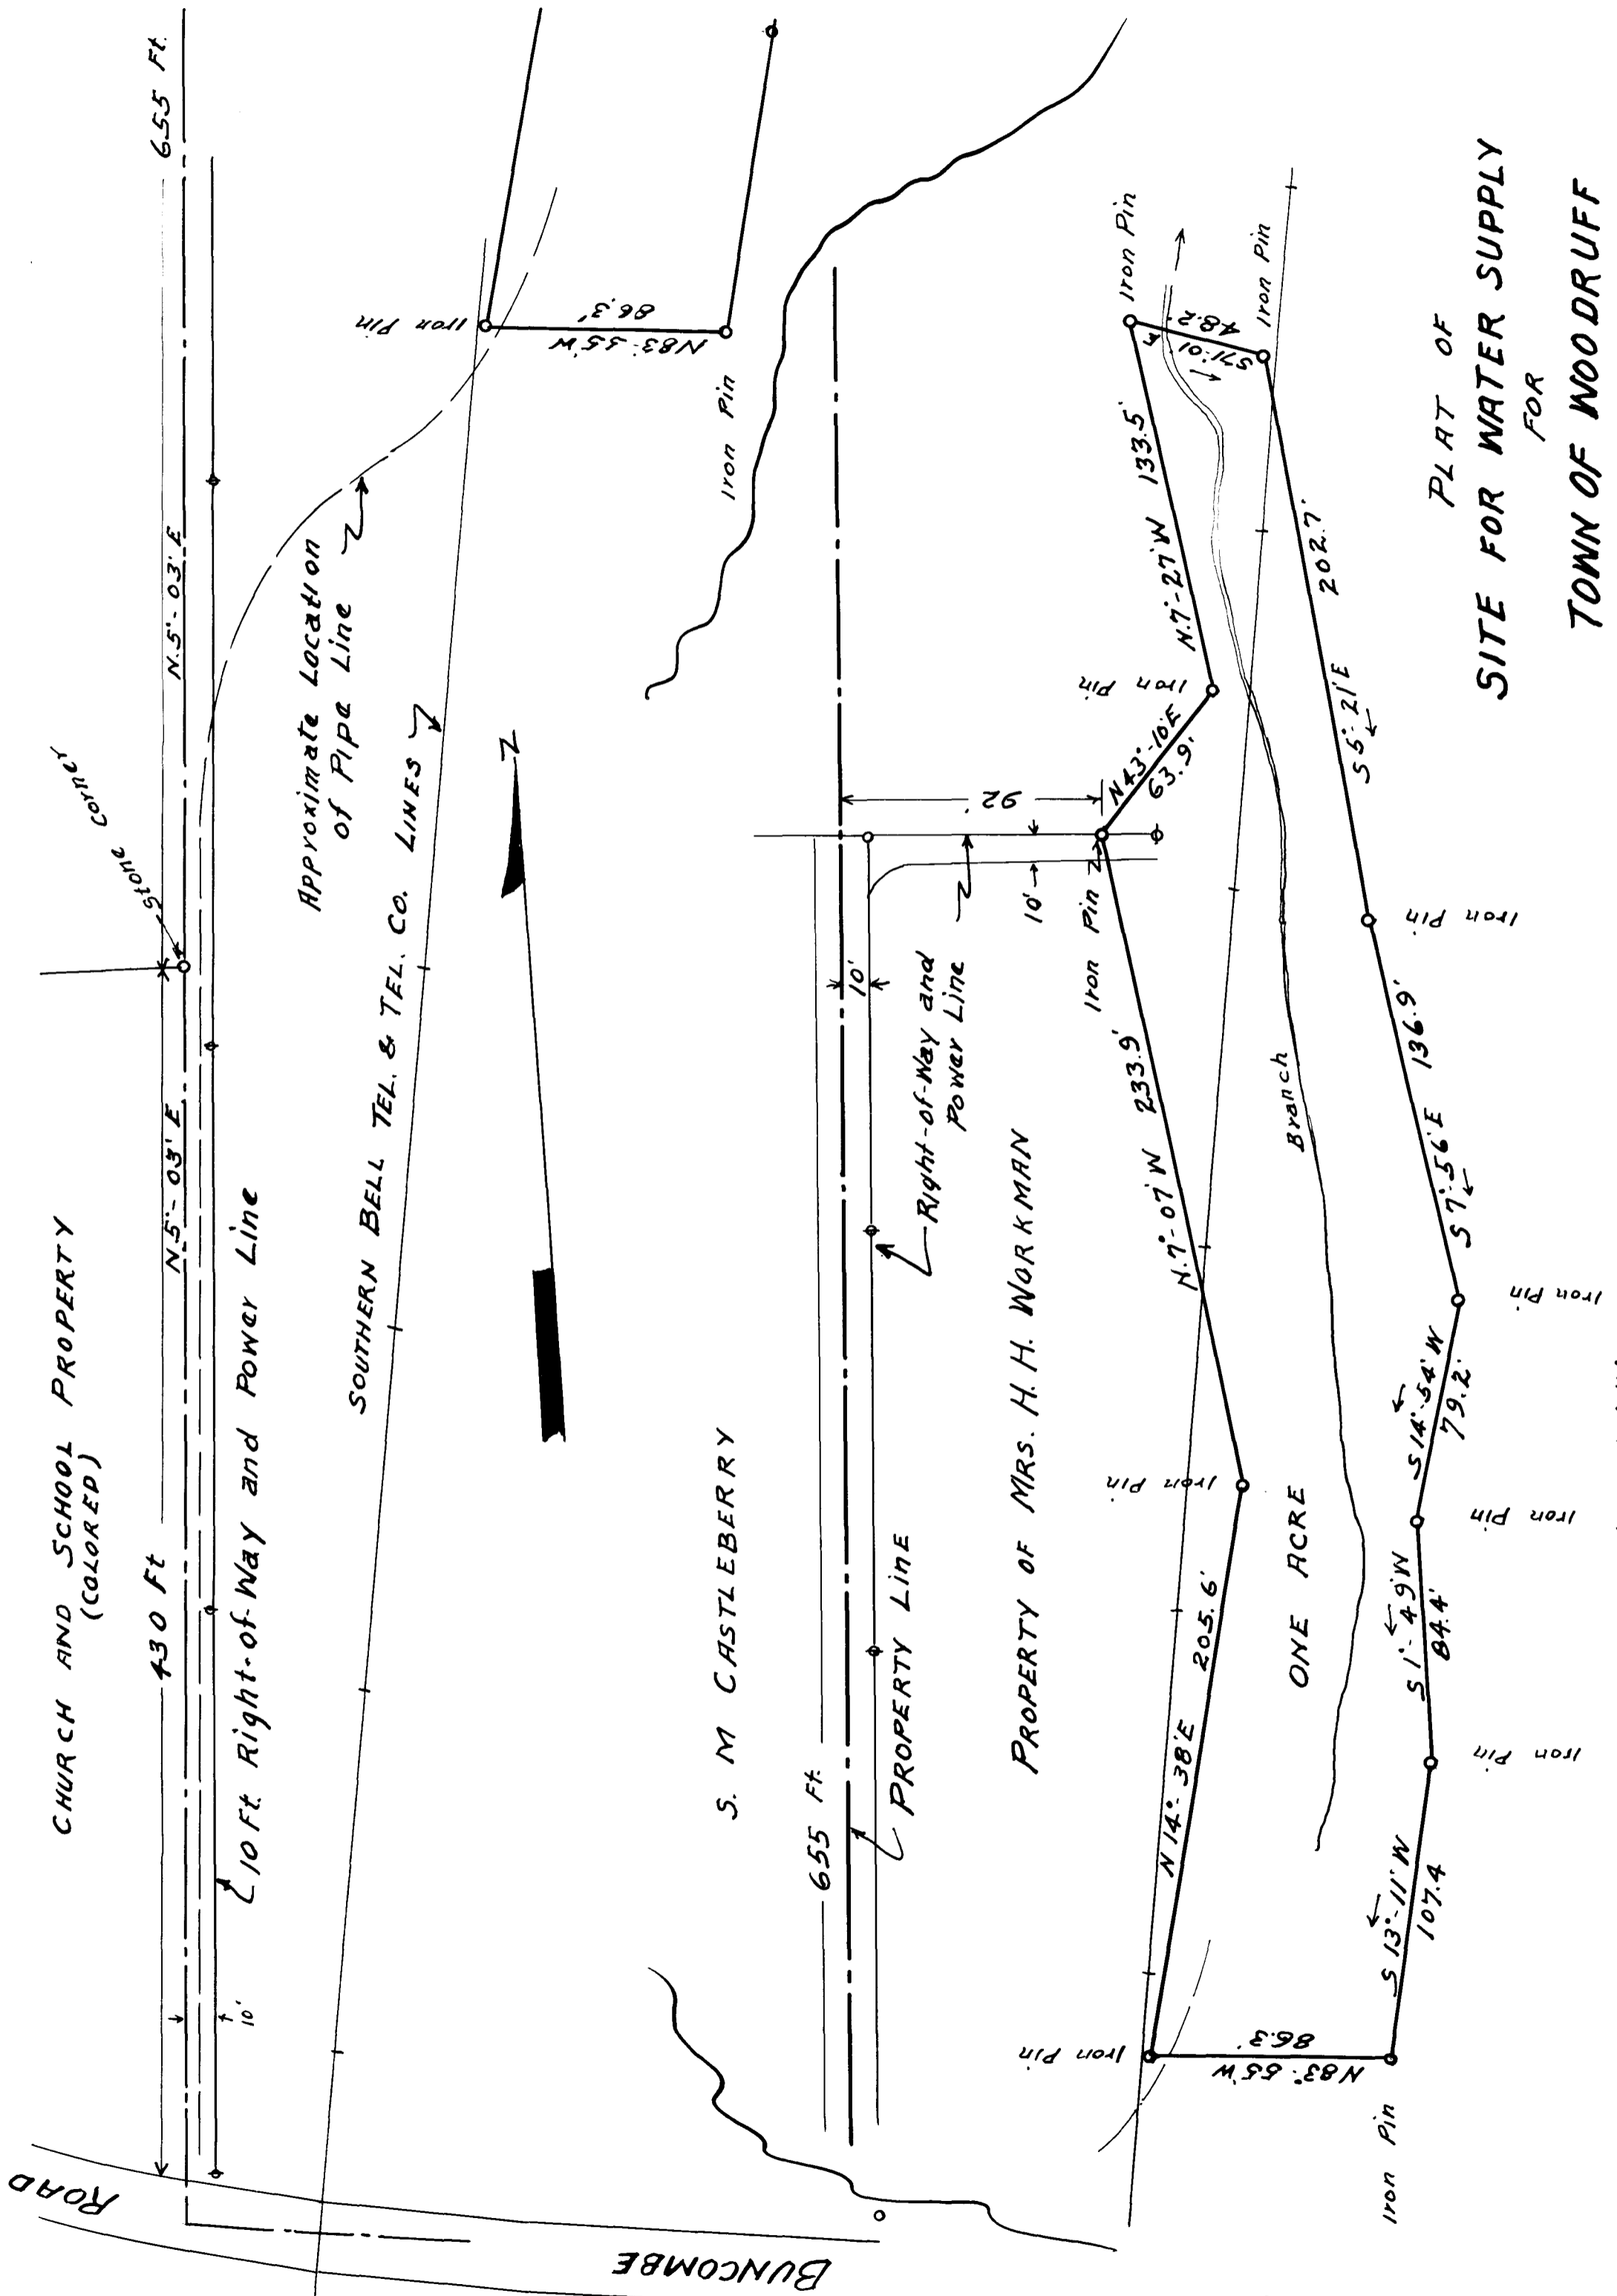 CHURCH AND SCHOOL PROPERTY
(COLORED)
430 Ft
655 Ft.
Stone Corner
N.5°-03' E
N.5°-03' E
10'
10 Ft. Right-of-Way and Power Line
Approximate Location
of Pipe Line
SOUTHERN BELL TEL. & TEL. CO. LINES
ROAD
BUNCOMBE
Iron Pin
N83°-55'W
86.3'
Iron Pin
S. M CASTLEBERRY
655 Ft.
PROPERTY LINE
10'
Right-of-Way and
Power Line
92'
10'
PROPERTY OF MRS. H. H. WORKMAN
Iron Pin
N83°-55'W
86.3'
Iron Pin
N 14°-38'E 205.6'
Iron Pin
N.7°-07'W 233.9'
Iron Pin
N43°-10'E
63.9'
Iron Pin
N.7°-27'W 133.5'
Iron Pin
S71°-01'
48.2'
Iron Pin
Branch
ONE ACRE
S 5°-21'E 202.7'
Iron Pin
S 7°-56'E 136.9'
Iron Pin
S 14°-54'W
79.2'
Iron Pin
S 1°-49'W
84.4'
Iron Pin
S 13°-11'W
107.4
PLAT OF
SITE FOR WATER SUPPLY
FOR
TOWN OF WOODRUFF